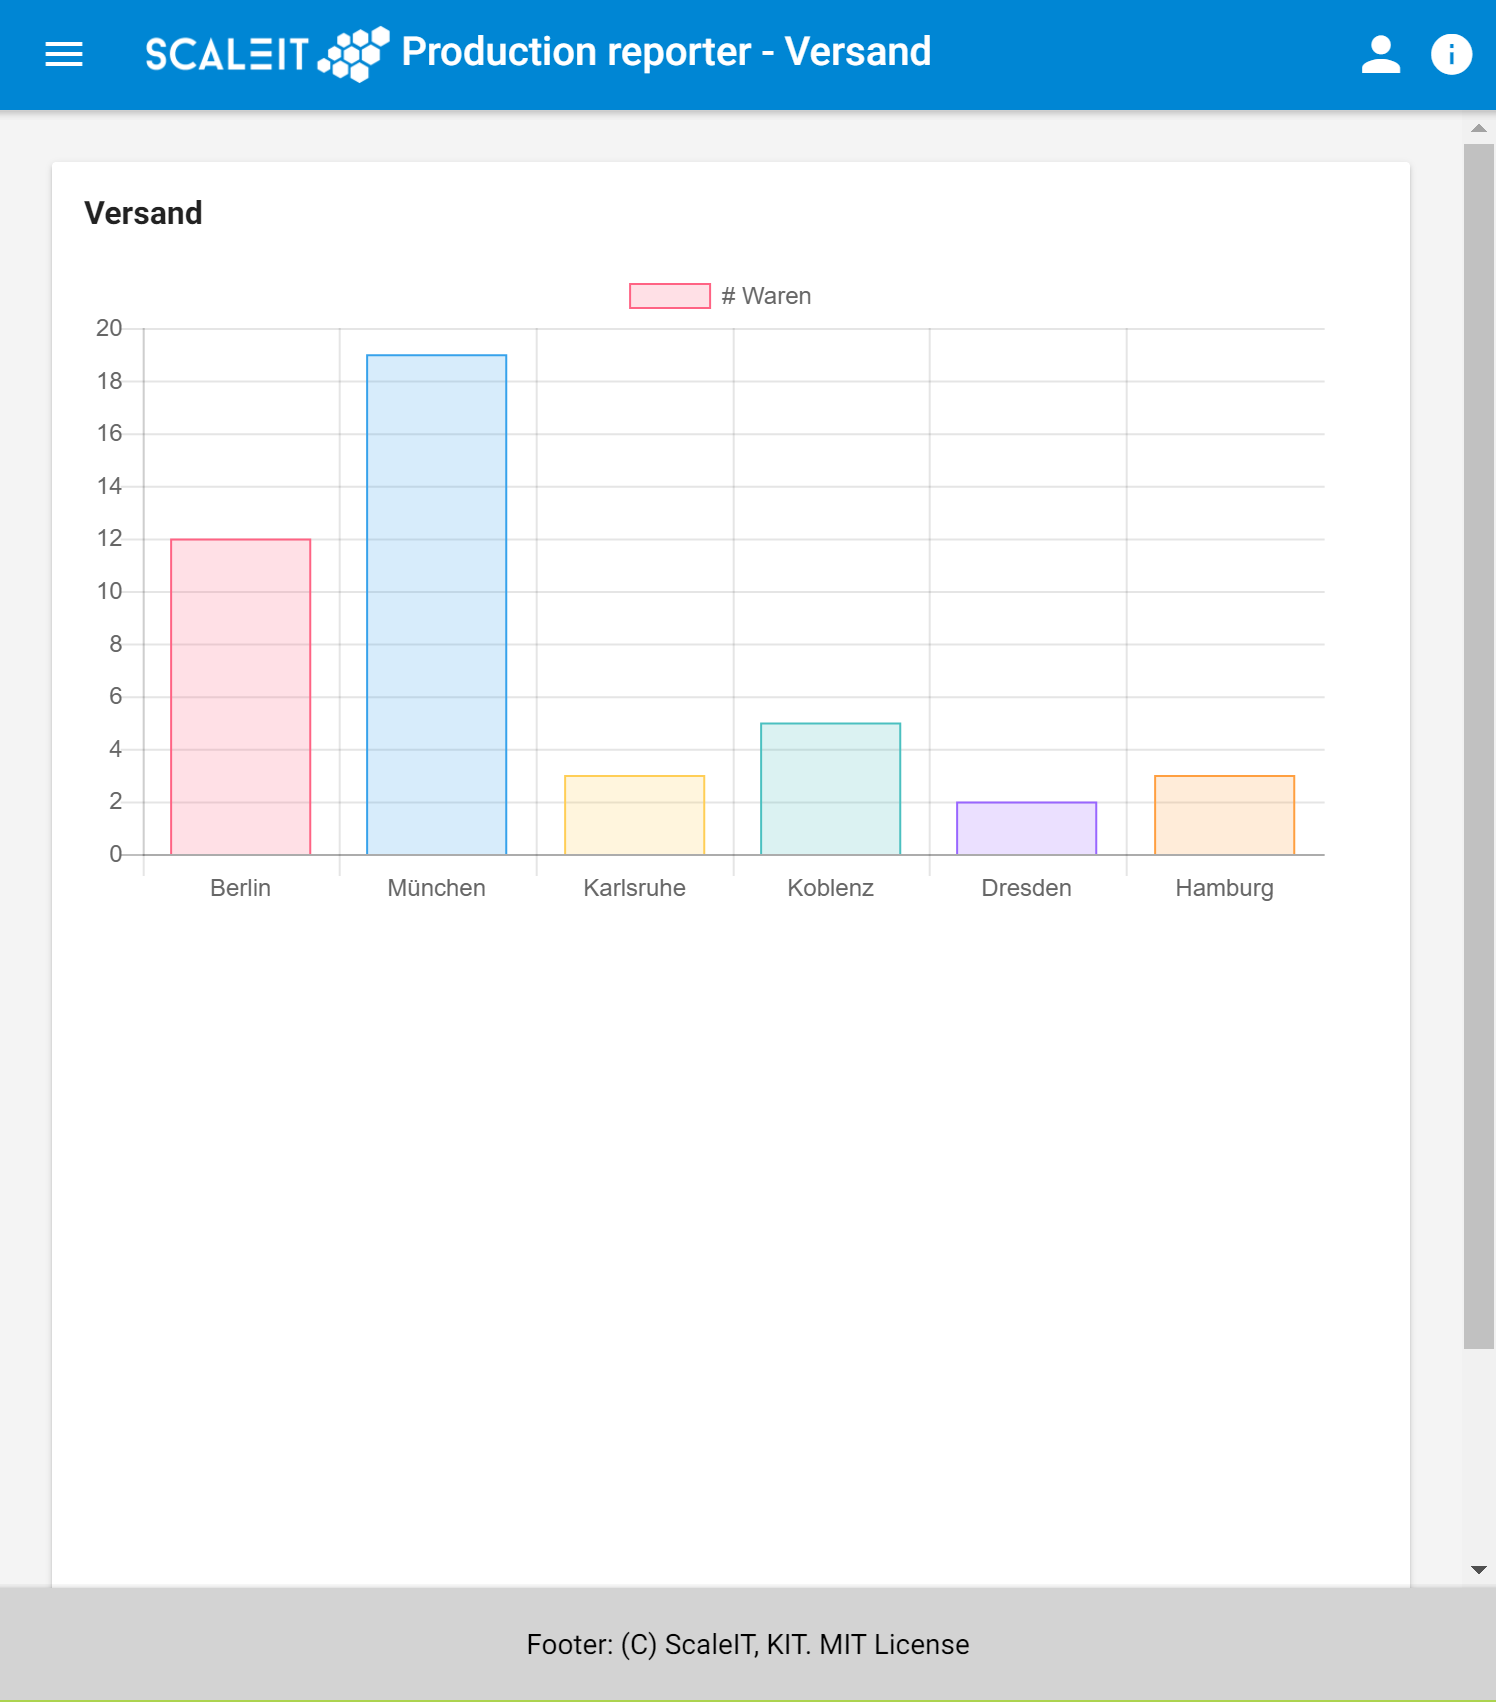 SCALEIT Production reporter - Versand
Versand
# Waren
20
18
16
14
12
10
8
6
4
2
0
Berlin München Karlsruhe Koblenz Dresden Hamburg
Footer: (C) ScaleIT, KIT. MIT License